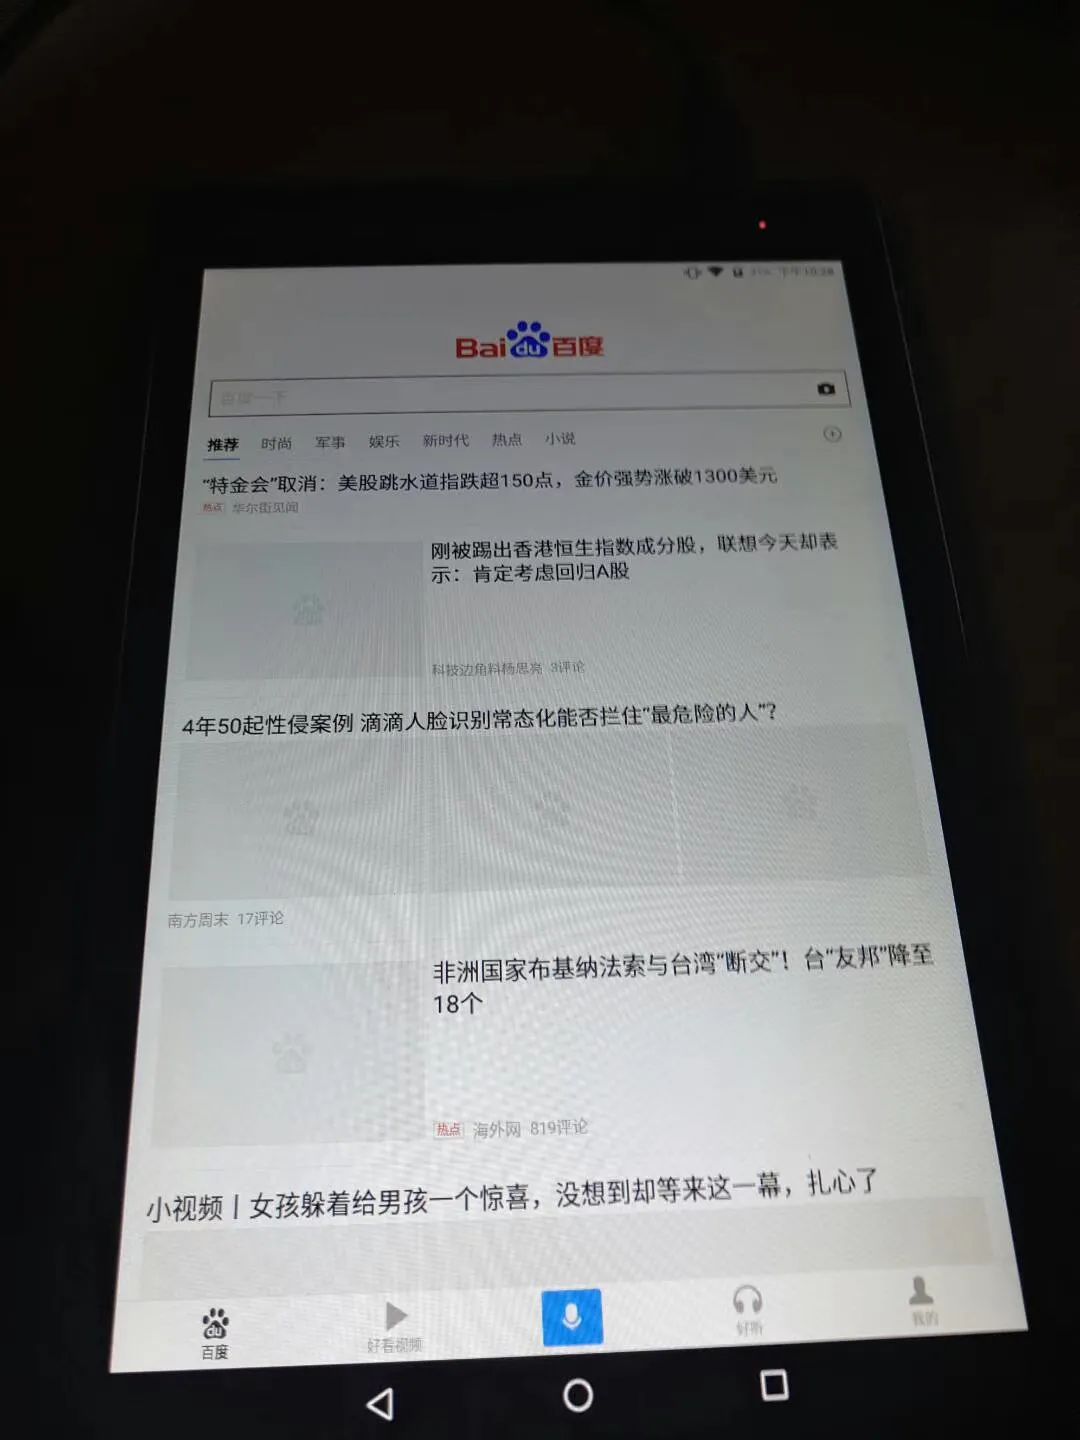 下午10:28
Bai du 百度
百度一下
推荐 时尚 军事 娱乐 新时代 热点 小说
“特金会”取消：美股跳水道指跌超150点，金价强势涨破1300美元
热点 华尔街见闻
刚被踢出香港恒生指数成分股，联想今天却表
示：肯定考虑回归A股
科技边角料杨思亮 3评论
4年50起性侵案例 滴滴人脸识别常态化能否拦住“最危险的人”？
南方周末 17评论
非洲国家布基纳法索与台湾“断交”！台“友邦”降至
18个
热点 海外网 819评论
小视频丨女孩躲着给男孩一个惊喜，没想到却等来这一幕，扎心了
du
百度 好看视频 好听 我的